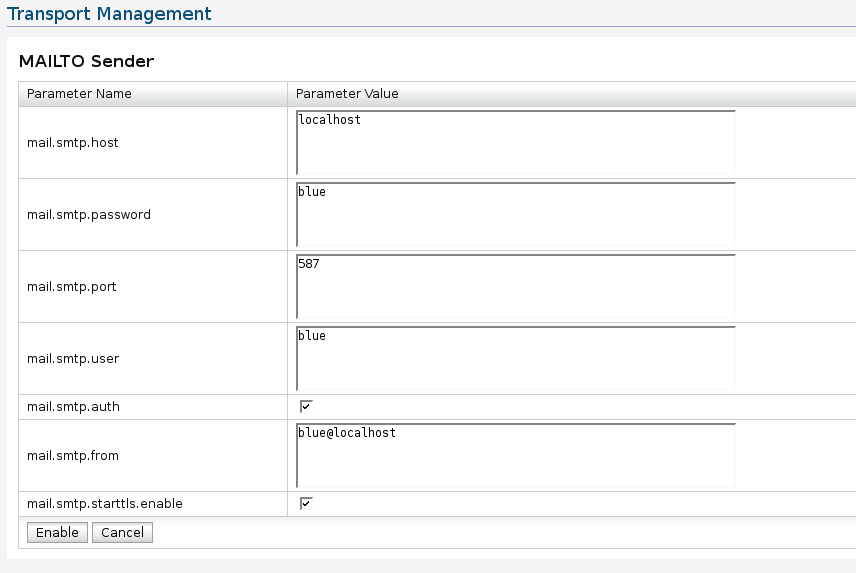 Transport Management
MAILTO Sender
Parameter Name Parameter Value
mail.smtp.host localhost
mail.smtp.password blue
mail.smtp.port 587
mail.smtp.user blue
mail.smtp.auth
mail.smtp.from blue@localhost
mail.smtp.starttls.enable
Enable Cancel